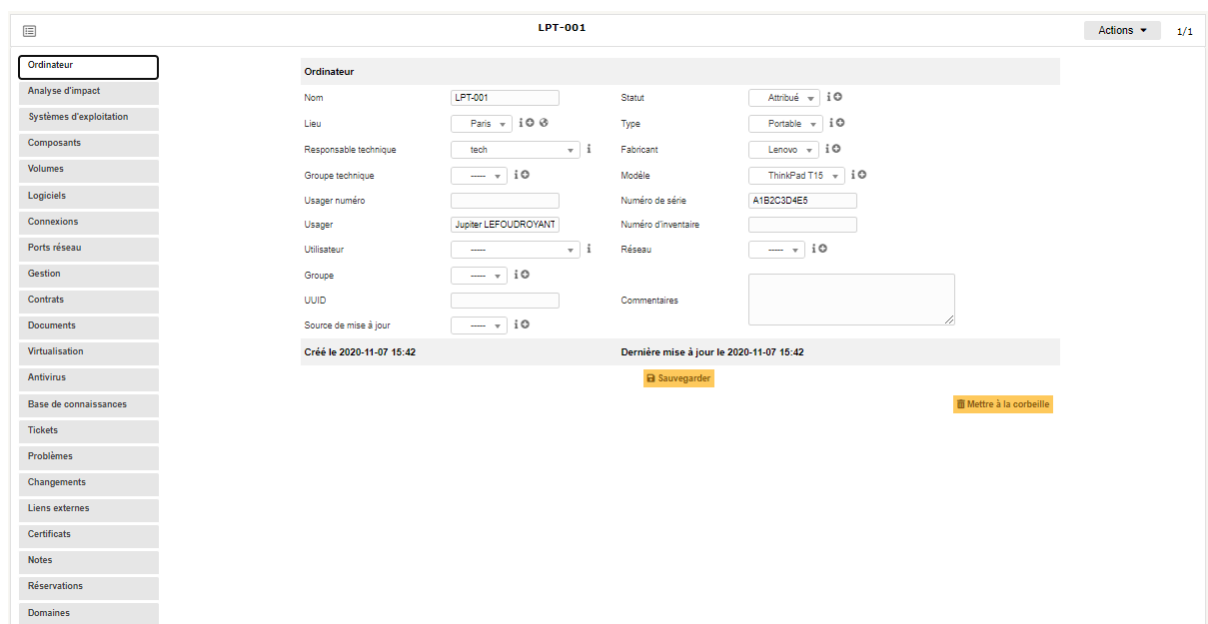 LPT-001
Actions
1/1
Ordinateur
Analyse d'impact
Systèmes d'exploitation
Composants
Volumes
Logiciels
Connexions
Ports réseau
Gestion
Contrats
Documents
Virtualisation
Antivirus
Base de connaissances
Tickets
Problèmes
Changements
Liens externes
Certificats
Notes
Réservations
Domaines
Ordinateur
Nom LPT-001 Statut Attribué
Lieu Paris Type Portable
Responsable technique tech Fabricant Lenovo
Groupe technique ----- Modèle ThinkPad T15
Usager numéro Numéro de série A1B2C3D4E5
Usager Jupiter LEFOUDROYANT Numéro d'inventaire
Utilisateur ----- Réseau -----
Groupe -----
UUID Commentaires
Source de mise à jour -----
Créé le 2020-11-07 15:42 Dernière mise à jour le 2020-11-07 15:42
Sauvegarder
Mettre à la corbeille